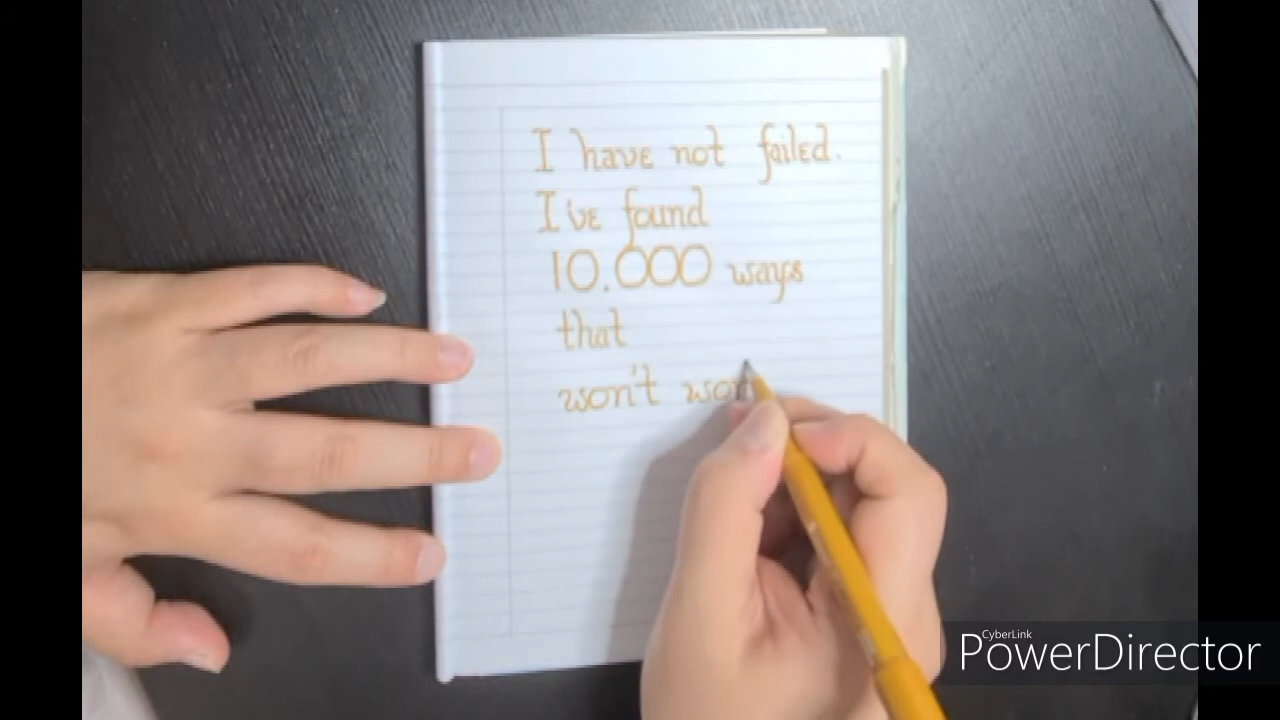 I have not failed.
I've found
10.000 ways
that
won't wor
CyberLink
PowerDirector